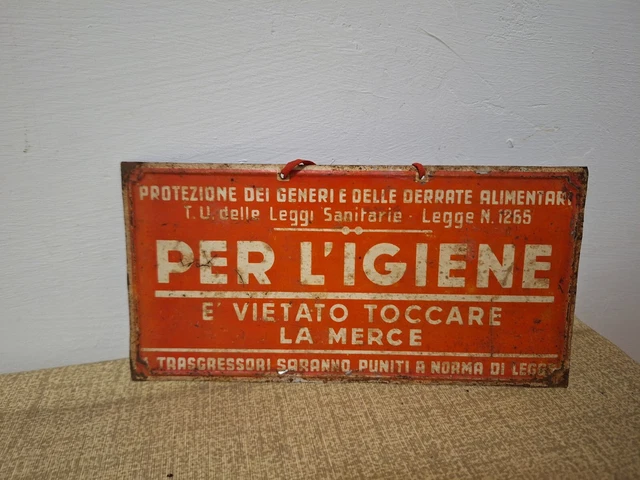 PROTEZIONE DEI GENERI E DELLE DERRATE ALIMENTARI
T.U. delle Leggi Sanitarie - Legge N. 1265
PER L'IGIENE
E' VIETATO TOCCARE
LA MERCE
I TRASGRESSORI SARANNO PUNITI A NORMA DI LEGGE